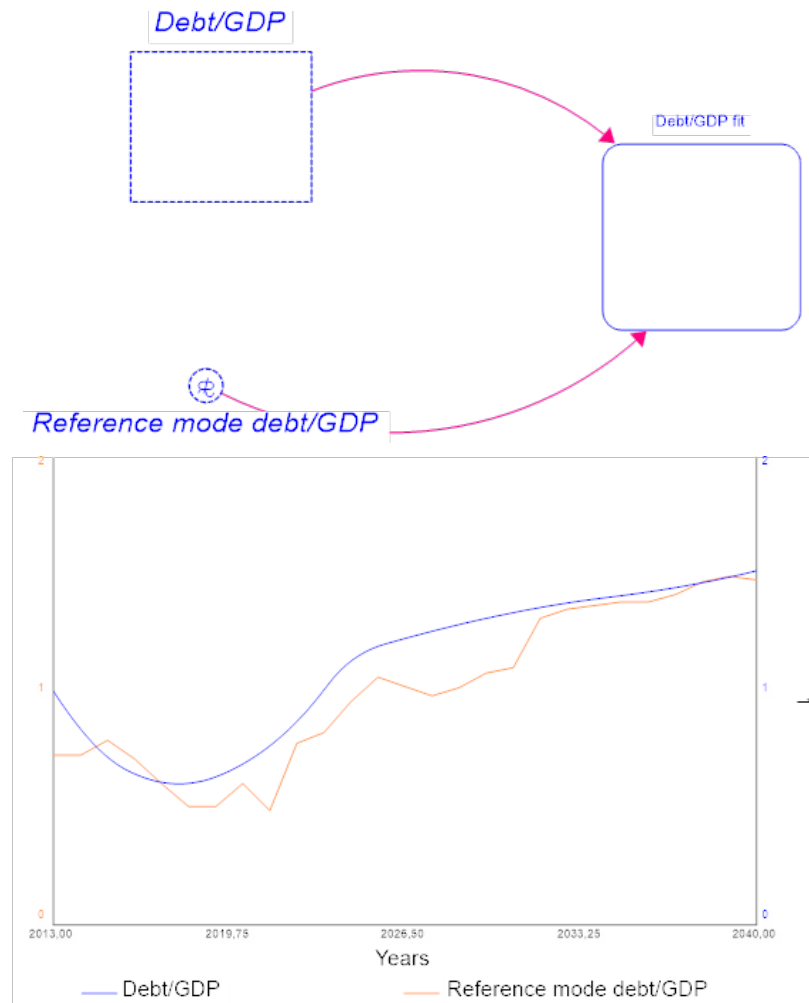 Debt/GDP
Debt/GDP fit
Reference mode debt/GDP
2 2
1 1
0 0
2013,00 2019,75 2026,50 2033,25 2040,00
Years
Debt/GDP Reference mode debt/GDP